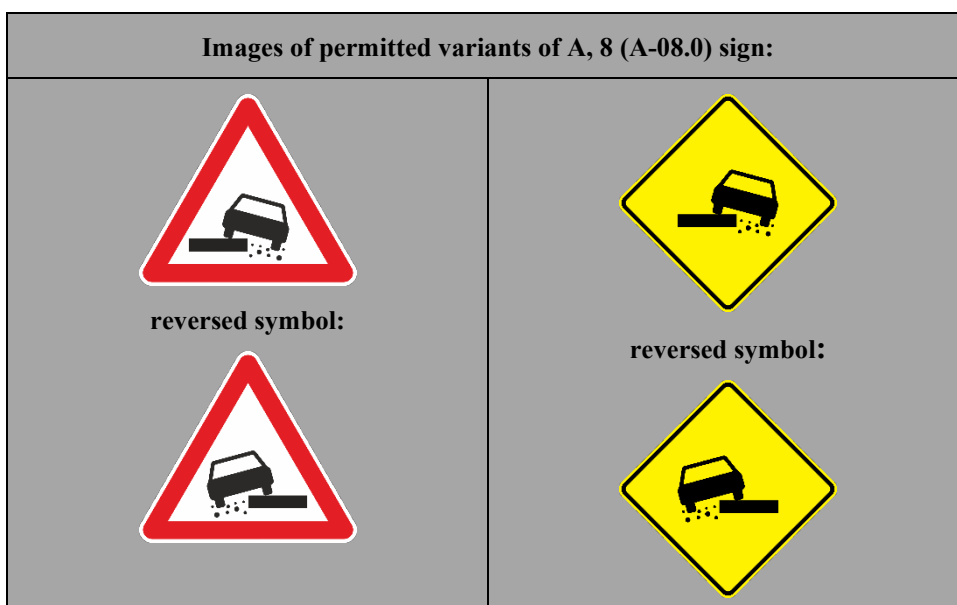 Images of permitted variants of A, 8 (A-08.0) sign:
reversed symbol:
reversed symbol: